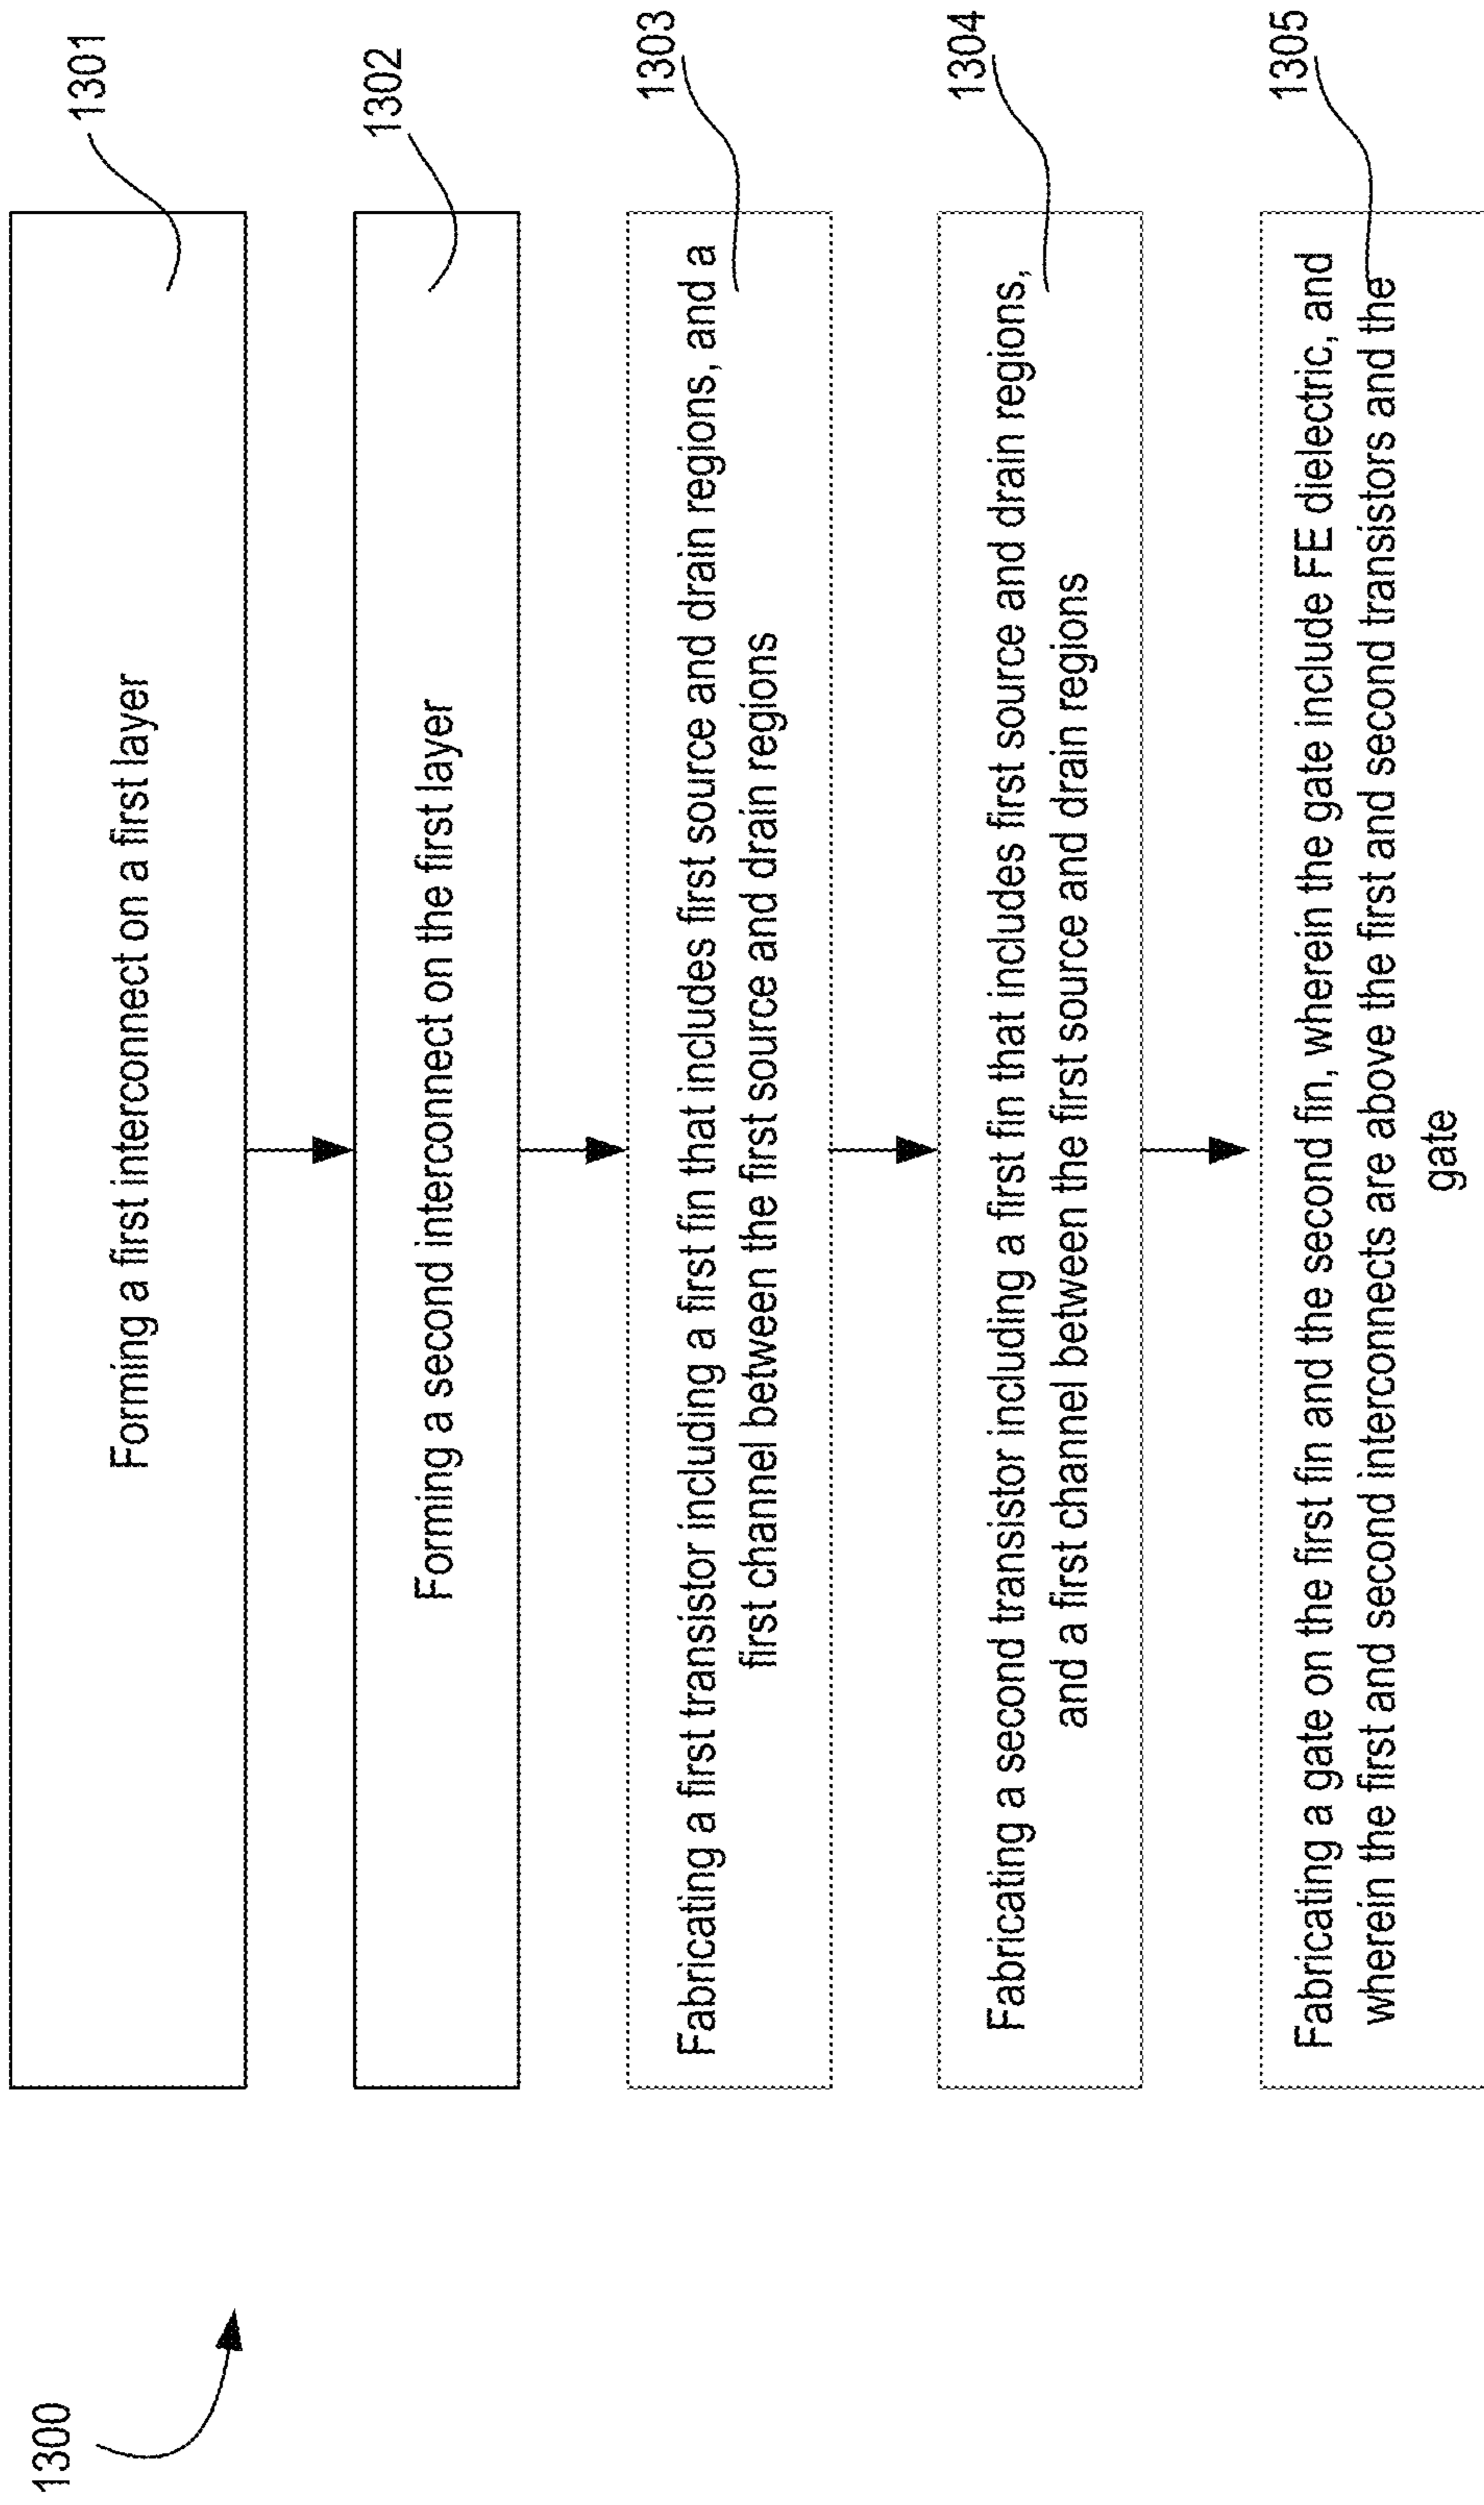 1300
Forming a first interconnect on a first layer
1301
Forming a second interconnect on the first layer
1302
Fabricating a first transistor including a first fin that includes first source and drain regions, and a
first channel between the first source and drain regions
1303
Fabricating a second transistor including a first fin that includes first source and drain regions,
and a first channel between the first source and drain regions
1304
Fabricating a gate on the first fin and the second fin, wherein the gate include FE dielectric, and
wherein the first and second interconnects are above the first and second transistors and the
gate
1305